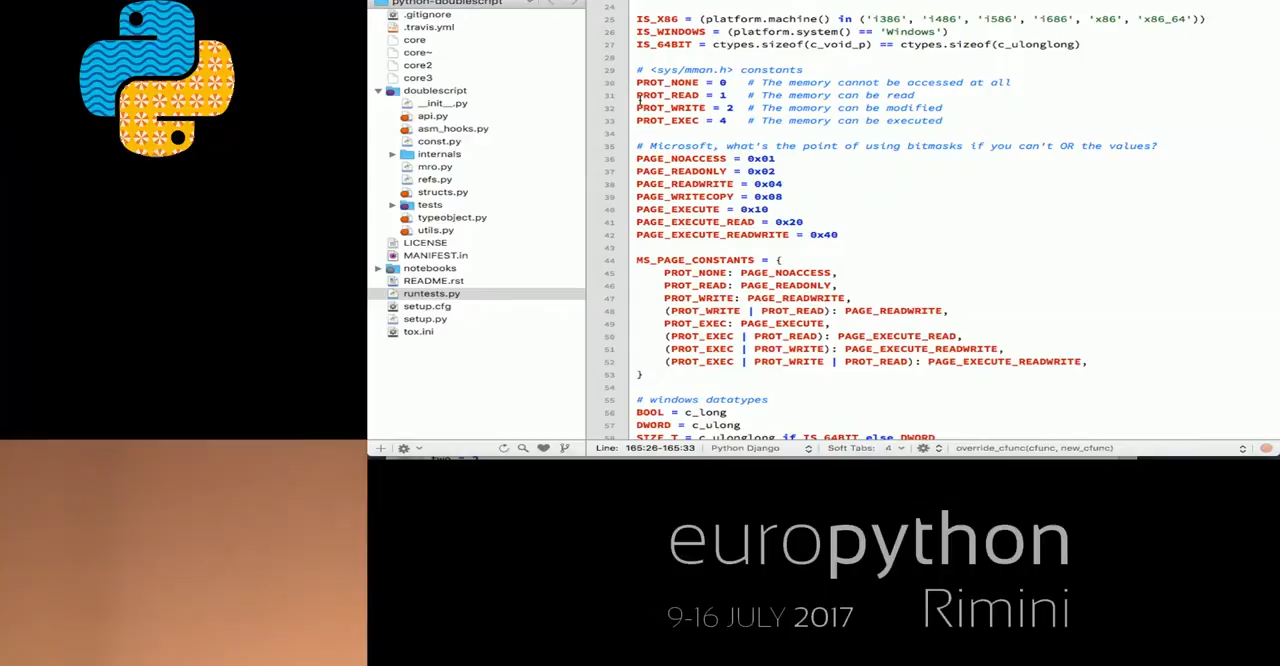 python-doublescript
.gitignore
.travis.yml
core
core~
core2
core3
doublescript
__init__.py
api.py
asm_hooks.py
const.py
internals
mro.py
refs.py
structs.py
tests
typeobject.py
utils.py
LICENSE
MANIFEST.in
notebooks
README.rst
runtests.py
setup.cfg
setup.py
tox.ini
24
25 IS_X86 = (platform.machine() in ('i386', 'i486', 'i586', 'i686', 'x86', 'x86_64'))
26 IS_WINDOWS = (platform.system() == 'Windows')
27 IS_64BIT = ctypes.sizeof(c_void_p) == ctypes.sizeof(c_ulonglong)
28
29 # <sys/mman.h> constants
30 PROT_NONE = 0 # The memory cannot be accessed at all
31 PROT_READ = 1 # The memory can be read
32 PROT_WRITE = 2 # The momory can be modified
33 PROT_EXEC = 4 # The memory can be executed
34
35 # Microsoft, what's the point of using bitmasks if you can't OR the values?
36 PAGE_NOACCESS = 0x01
37 PAGE_READONLY = 0x02
38 PAGE_READWRITE = 0x04
39 PAGE_WRITECOPY = 0x08
40 PAGE_EXECUTE = 0x10
41 PAGE_EXECUTE_READ = 0x20
42 PAGE_EXECUTE_READWRITE = 0x40
43
44 MS_PAGE_CONSTANTS = {
45 PROT_NONE: PAGE_NOACCESS,
46 PROT_READ: PAGE_READONLY,
47 PROT_WRITE: PAGE_READWRITE,
48 (PROT_WRITE | PROT_READ): PAGE_READWRITE,
49 PROT_EXEC: PAGE_EXECUTE,
50 (PROT_EXEC | PROT_READ): PAGE_EXECUTE_READ,
51 (PROT_EXEC | PROT_WRITE): PAGE_EXECUTE_READWRITE,
52 (PROT_EXEC | PROT_WRITE | PROT_READ): PAGE_EXECUTE_READWRITE,
53 }
54
55 # windows datatypes
56 BOOL = c_long
57 DWORD = c_ulong
58 SIZE_T = c_ulonglong if IS_64BIT else DWORD
Line: 165:26-165:33 Python Django Soft Tabs: 4 override_cfunc(cfunc, new_cfunc)
europython
9-16 JULY 2017 Rimini